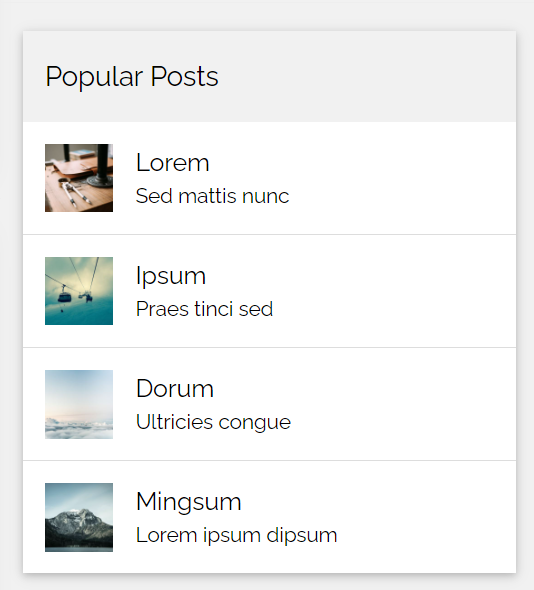 Popular Posts
Lorem
Sed mattis nunc
Ipsum
Praes tinci sed
Dorum
Ultricies congue
Mingsum
Lorem ipsum dipsum